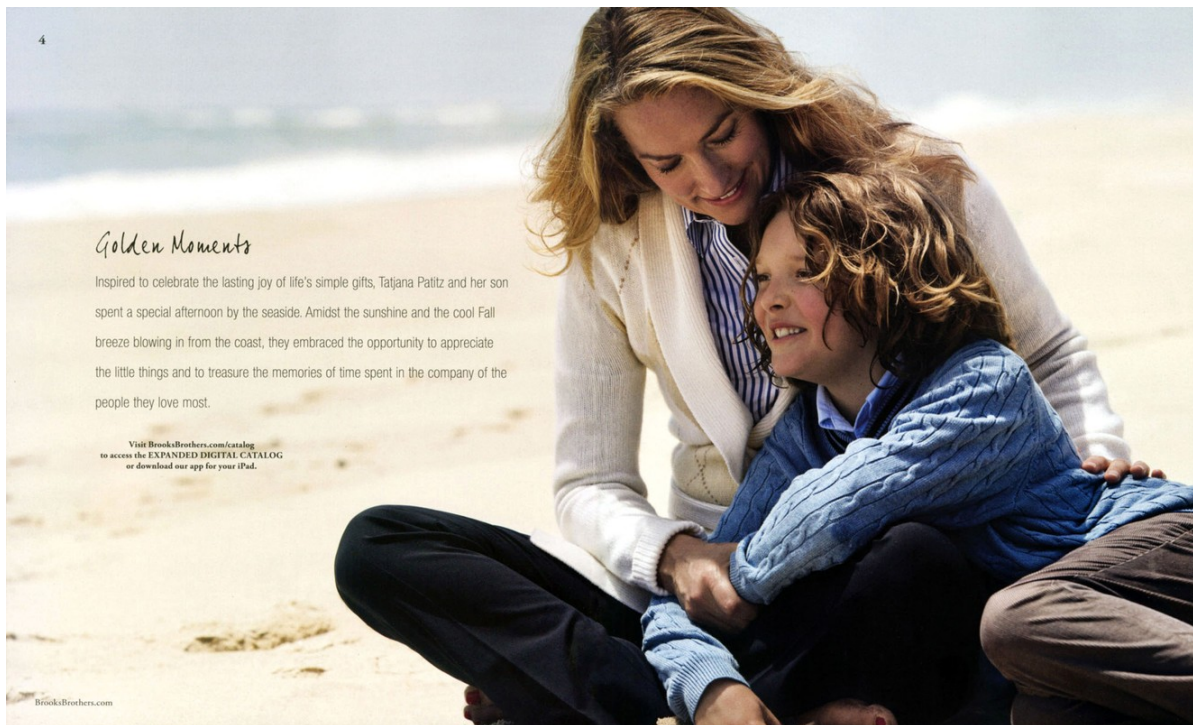 4
Golden Moments
Inspired to celebrate the lasting joy of life's simple gifts, Tatjana Patitz and her son
spent a special afternoon by the seaside. Amidst the sunshine and the cool Fall
breeze blowing in from the coast, they embraced the opportunity to appreciate
the little things and to treasure the memories of time spent in the company of the
people they love most.
Visit BrooksBrothers.com/catalog
to access the EXPANDED DIGITAL CATALOG
or download our app for your iPad.
BrooksBrothers.com